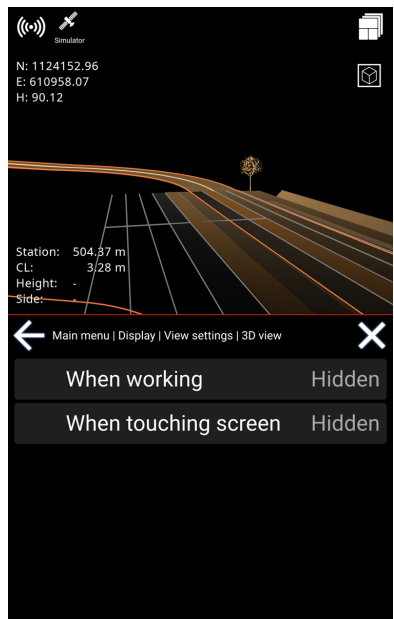 Simulator
N: 1124152.96
E: 610958.07
H: 90.12
Station: 504.37 m
CL: 3.28 m
Height: -
Side: -
Main menu | Display | View settings | 3D view
When working Hidden
When touching screen Hidden